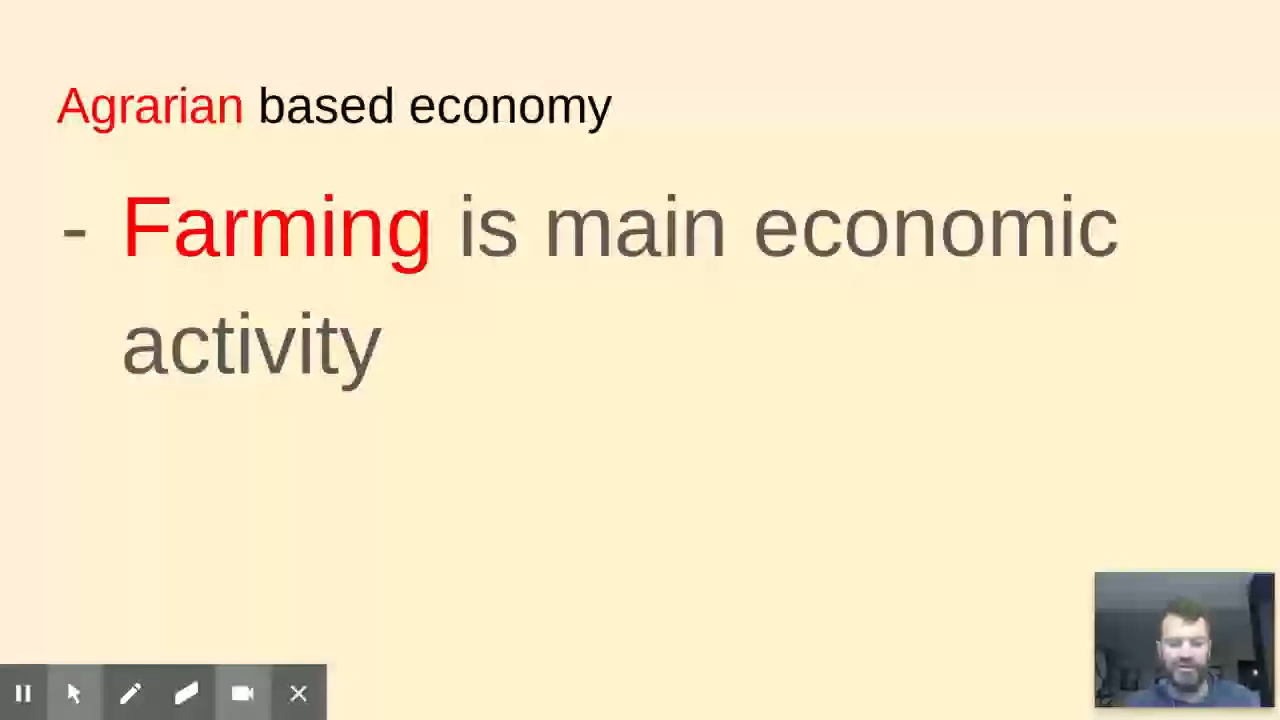 Agrarian based economy
- Farming is main economic
activity